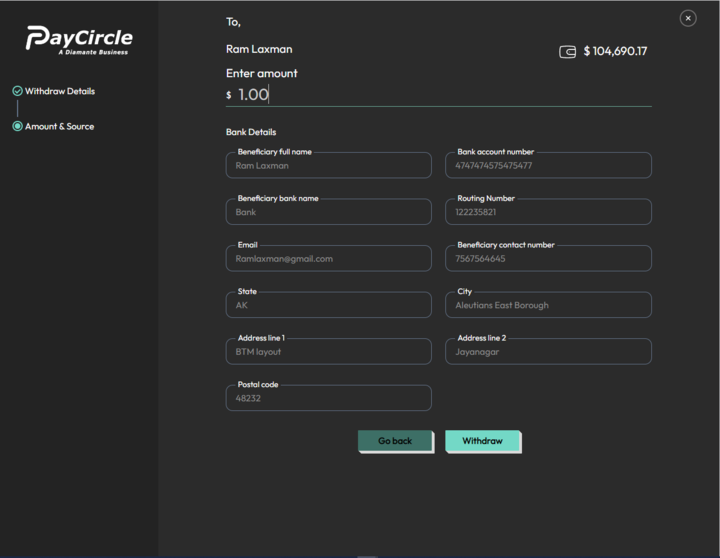 PayCircle
A Diamante Business
Withdraw Details
Amount & Source
To,
Ram Laxman
$ 104,690.17
Enter amount
$ 1.00
Bank Details
Beneficiary full name
Ram Laxman
Bank account number
4747474575475477
Beneficiary bank name
Bank
Routing Number
122235821
Email
Ramlaxman@gmail.com
Beneficiary contact number
7567564645
State
AK
City
Aleutians East Borough
Address line 1
BTM layout
Address line 2
Jayanagar
Postal code
48232
Go back
Withdraw